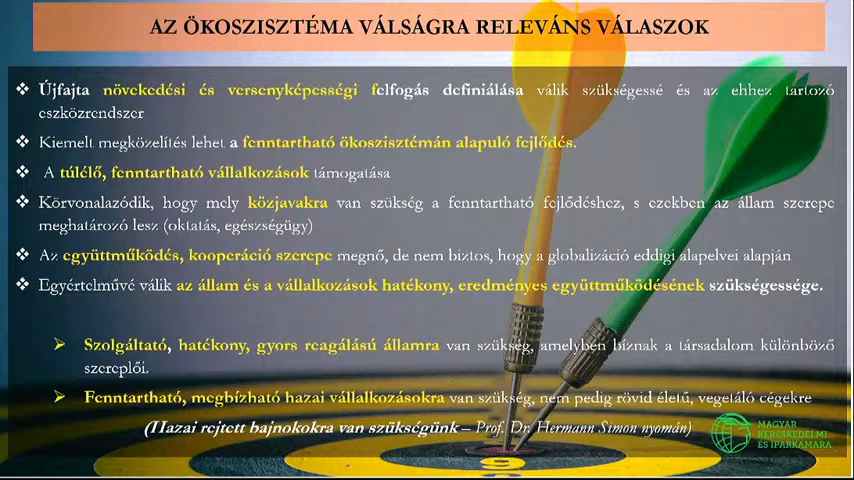 AZ ÖKOSZISZTÉMA VÁLSÁGRA RELEVÁNS VÁLASZOK
❖ Újfajta növekedési és versenyképességi felfogás definiálása válik szükségessé és az ehhez tartozó
eszközrendszer
❖ Kiemelt megközelítés lehet a fenntartható ökoszisztémán alapuló fejlődés.
❖ A túlélő, fenntartható vállalkozások támogatása
❖ Körvonalazódik, hogy mely közjavakra van szükség a fenntartható fejlődéshez, s ezekben az állam szerepe
meghatározó lesz (oktatás, egészségügy)
❖ Az együttműködés, kooperáció szerepe megnő, de nem biztos, hogy a globalizáció eddigi alapelvei alapján
❖ Egyértelművé válik az állam és a vállalkozások hatékony, eredményes együttműködésének szükségessége.
➢ Szolgáltató, hatékony, gyors reagálású államra van szükség, amelyben bíznak a társadalom különböző
szereplői.
➢ Fenntartható, megbízható hazai vállalkozásokra van szükség, nem pedig rövid életű, vegetáló cégekre
(Hazai rejtett bajnokokra van szükségünk – Prof. Dr. Hermann Simon nyomán)
MAGYAR
KERESKEDELMI
ÉS IPARKAMARA